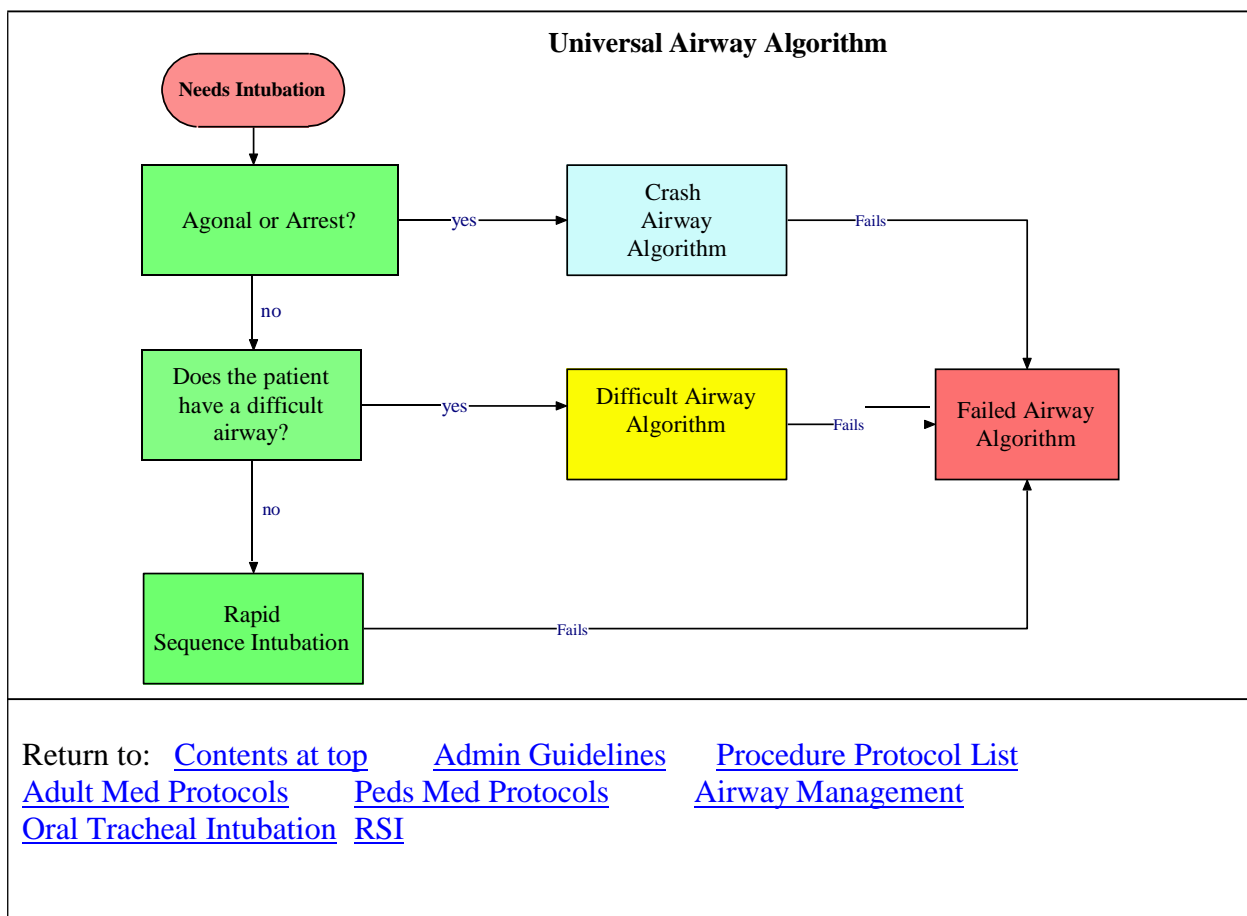 Universal Airway Algorithm
Needs Intubation
Agonal or Arrest?
yes
Crash
Airway
Algorithm
Fails
no
Does the patient
have a difficult
airway?
yes
Difficult Airway
Algorithm
Fails
Failed Airway
Algorithm
no
Rapid
Sequence Intubation
Fails
Return to: Contents at top Admin Guidelines Procedure Protocol List
Adult Med Protocols Peds Med Protocols Airway Management
Oral Tracheal Intubation RSI